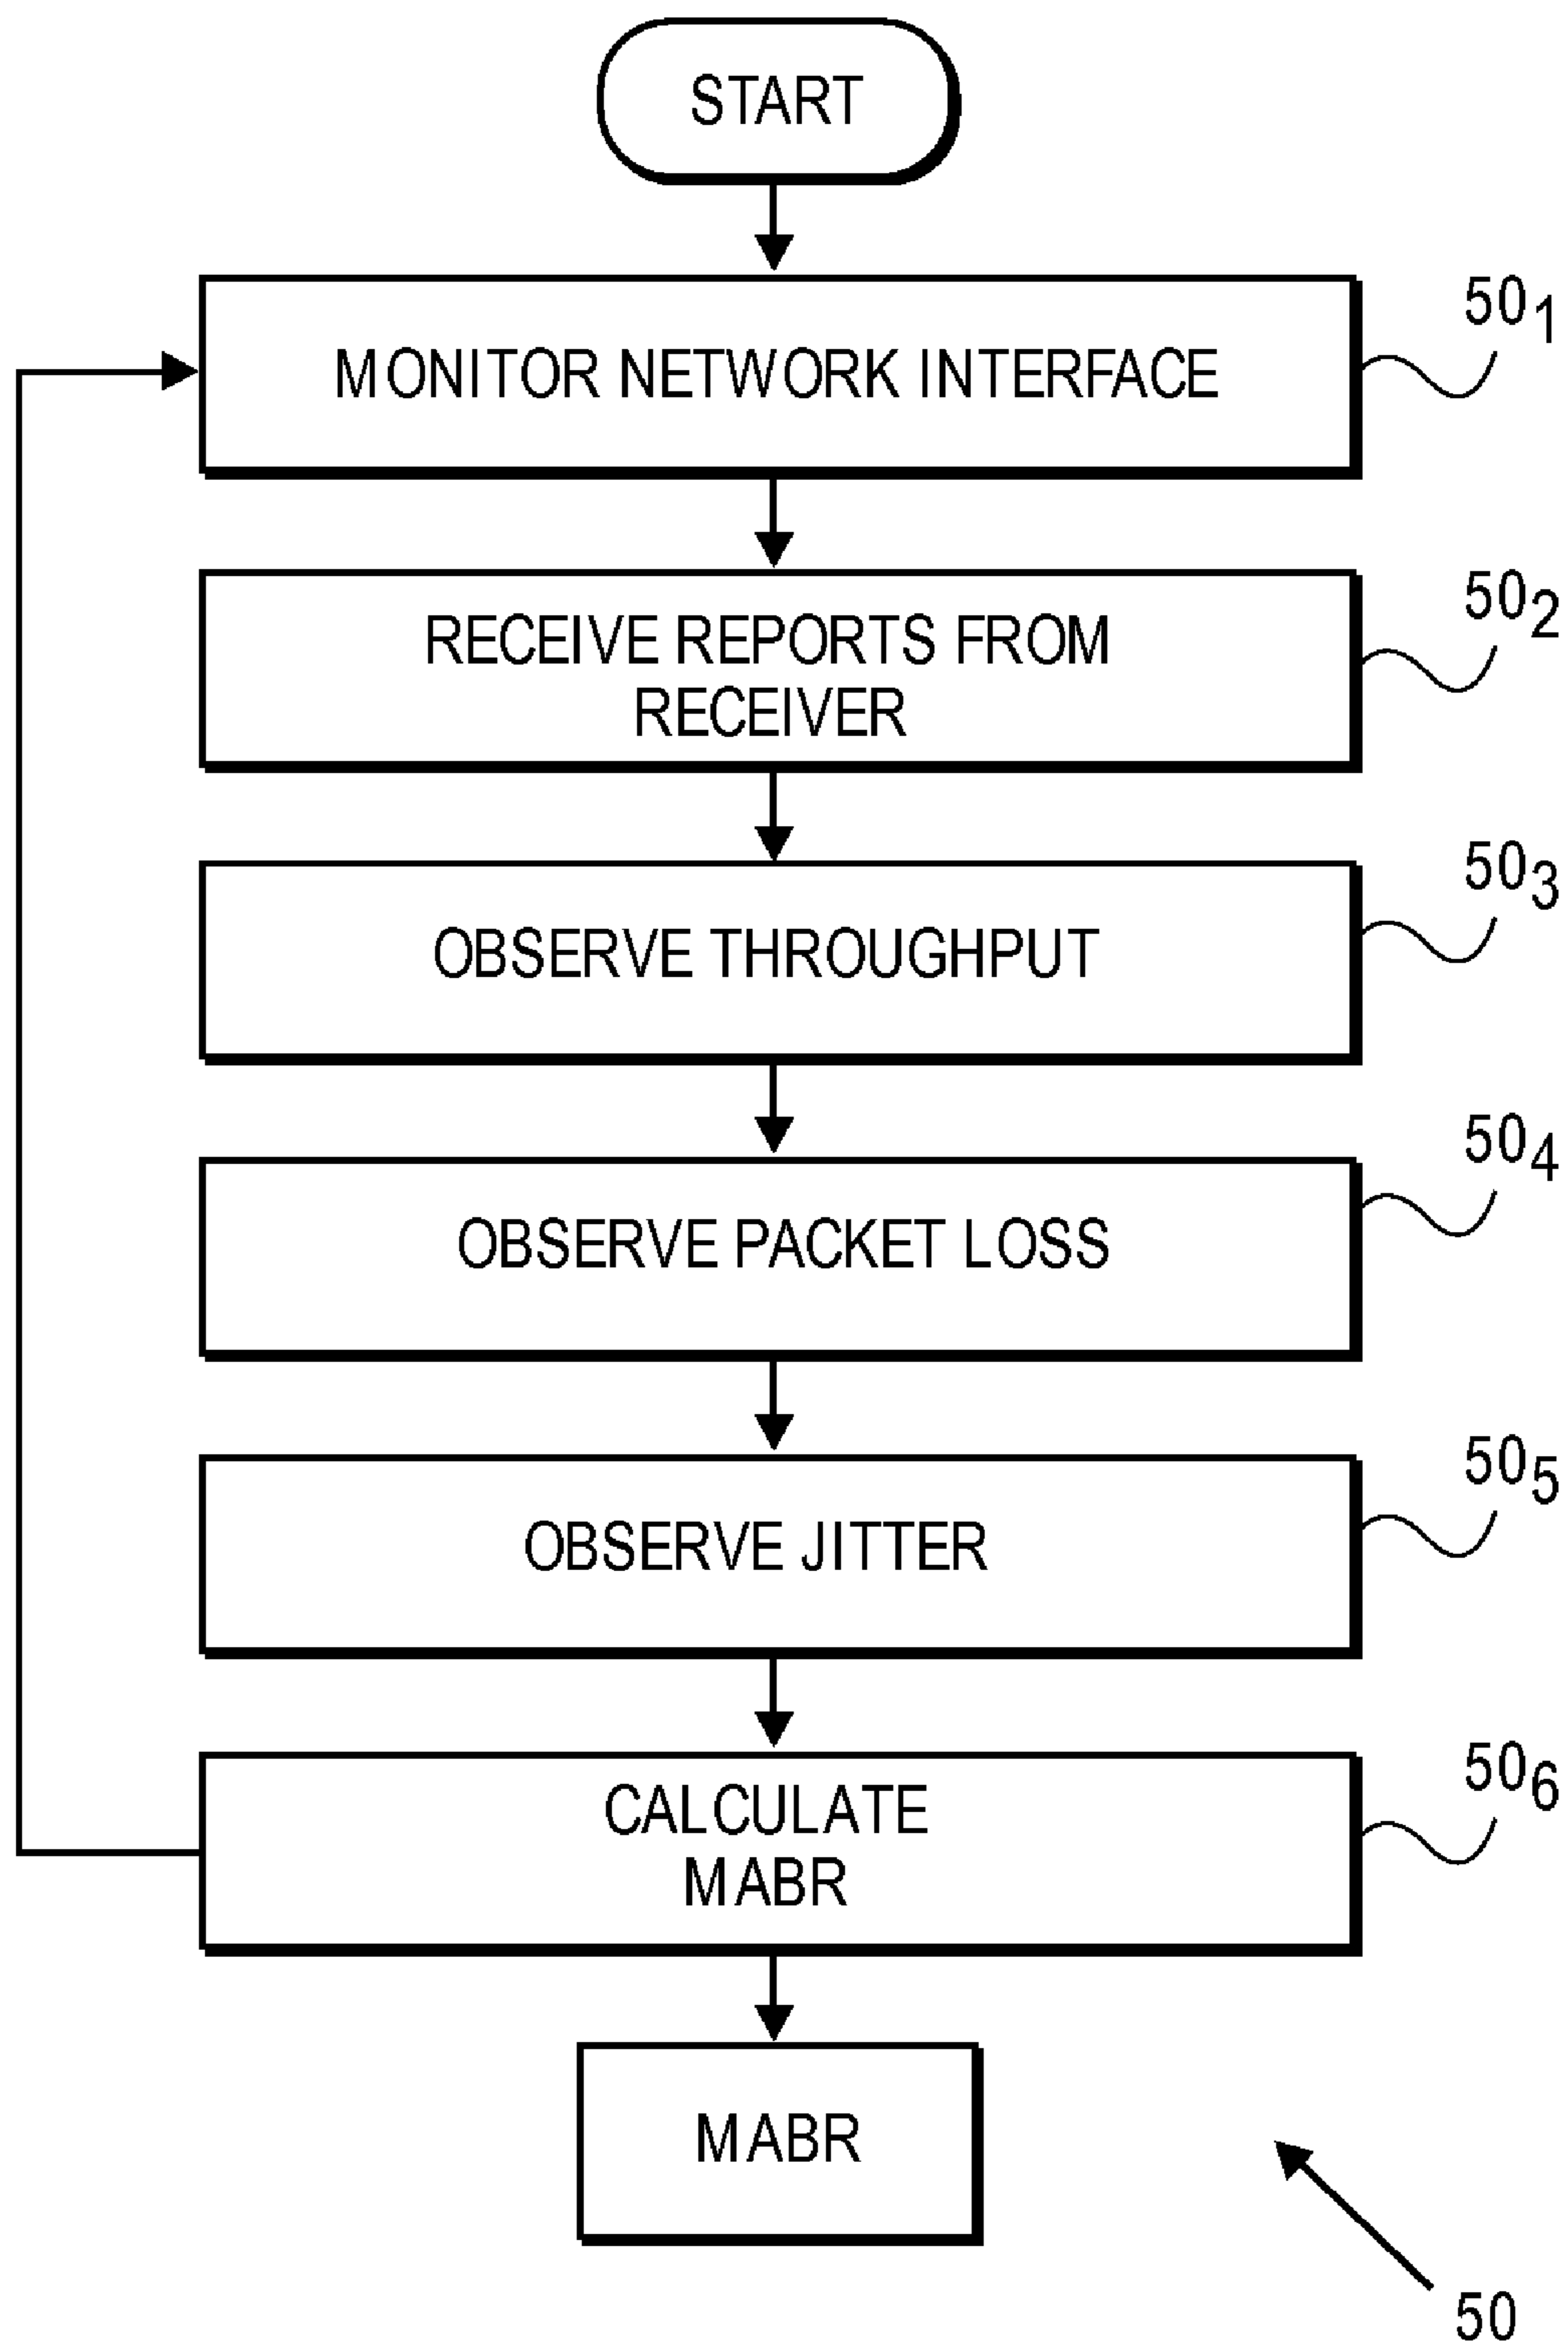 START
MONITOR NETWORK INTERFACE
50₁
RECEIVE REPORTS FROM
RECEIVER
50₂
OBSERVE THROUGHPUT
50₃
OBSERVE PACKET LOSS
50₄
OBSERVE JITTER
50₅
CALCULATE
MABR
50₆
MABR
50